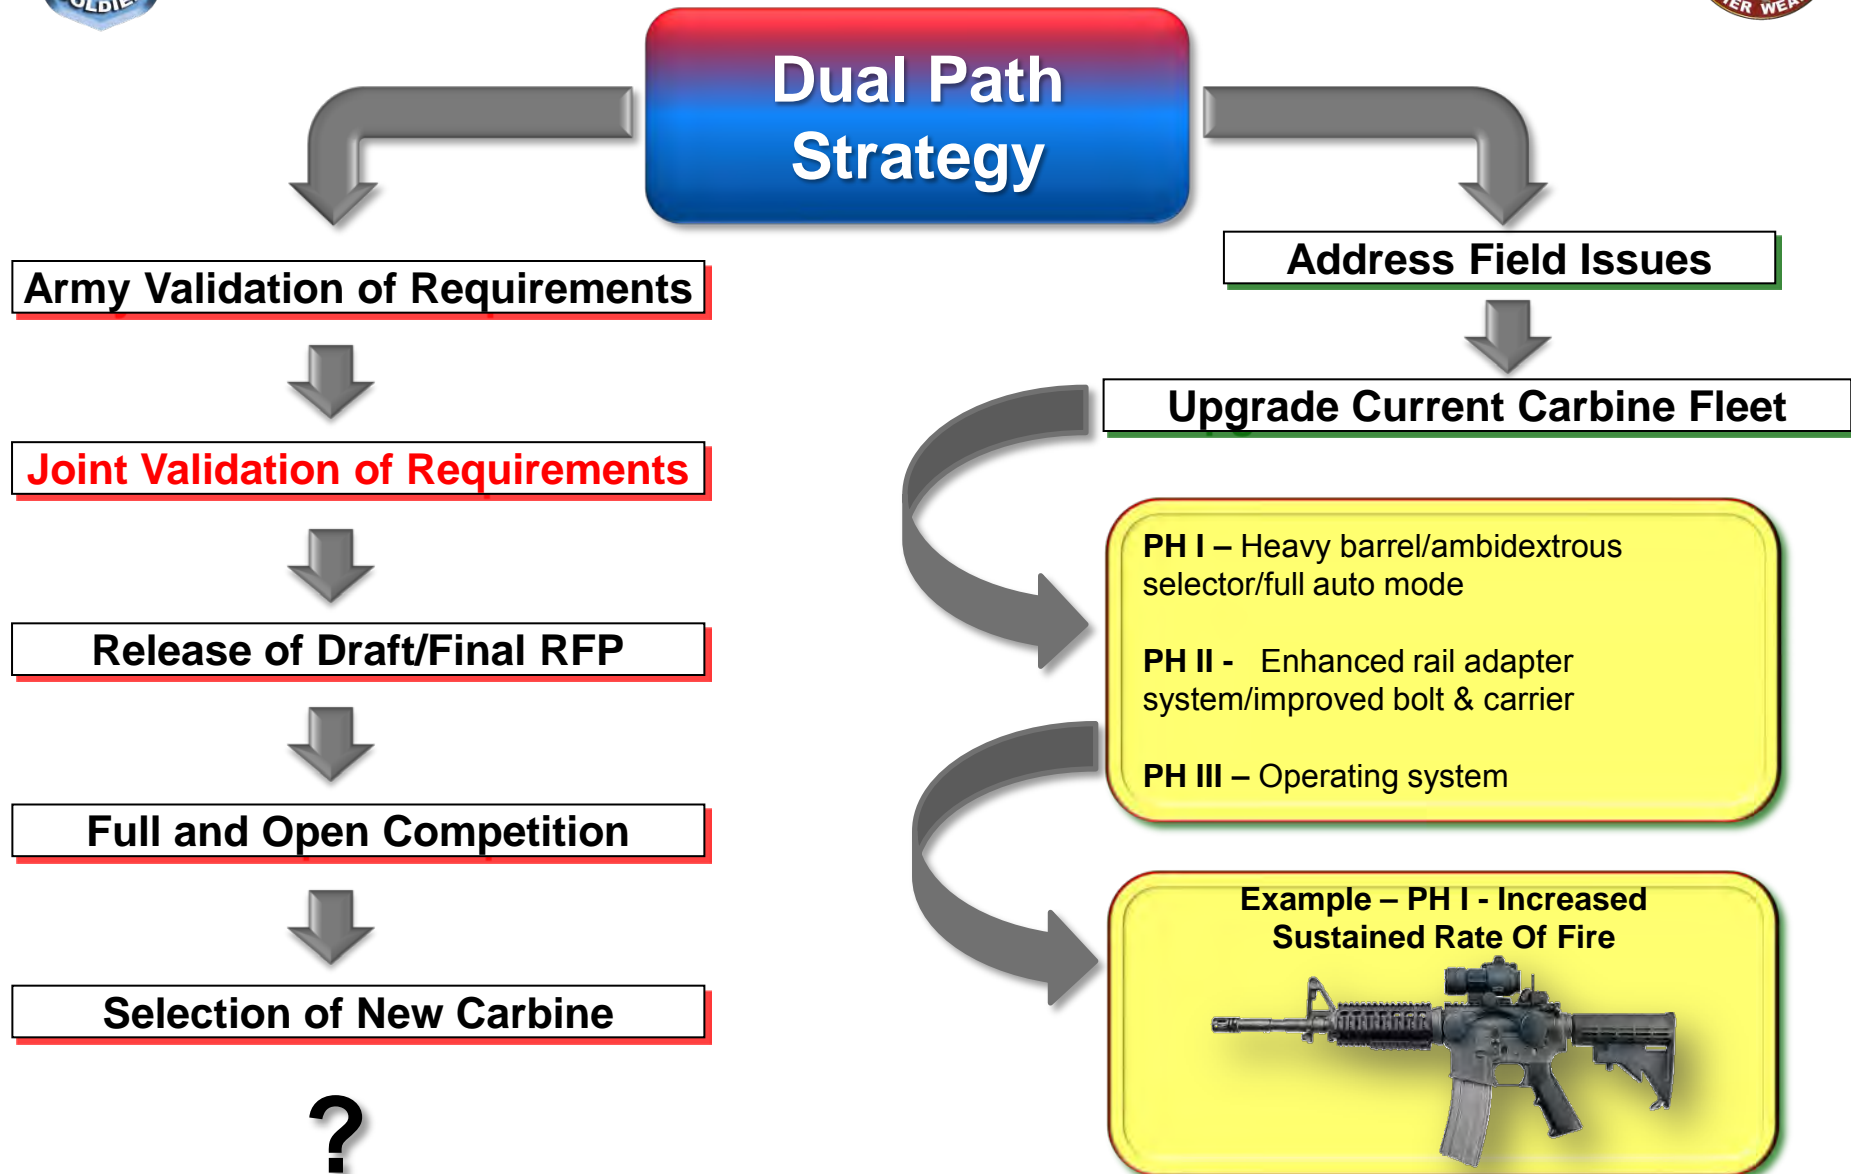 Dual Path
Strategy
Army Validation of Requirements
Joint Validation of Requirements
Release of Draft/Final RFP
Full and Open Competition
Selection of New Carbine
?
Address Field Issues
Upgrade Current Carbine Fleet
PH I – Heavy barrel/ambidextrous
selector/full auto mode
PH II - Enhanced rail adapter
system/improved bolt & carrier
PH III – Operating system
Example – PH I - Increased
Sustained Rate Of Fire